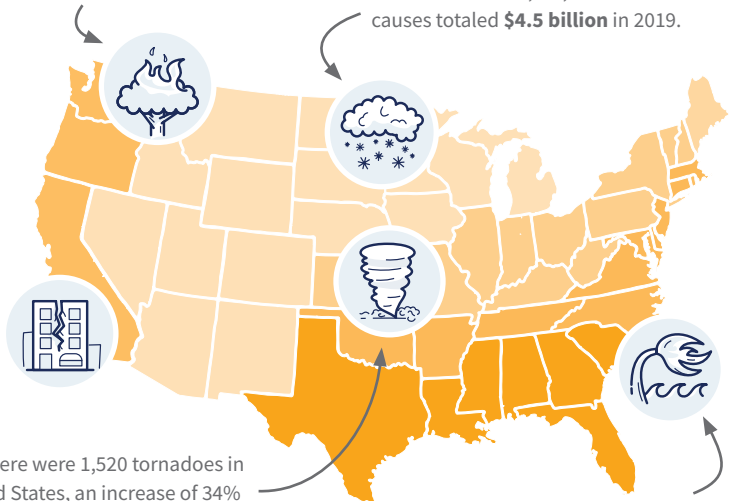 causes totaled $4.5 billion in 2019.
ere were 1,520 tornadoes in
d States, an increase of 34%